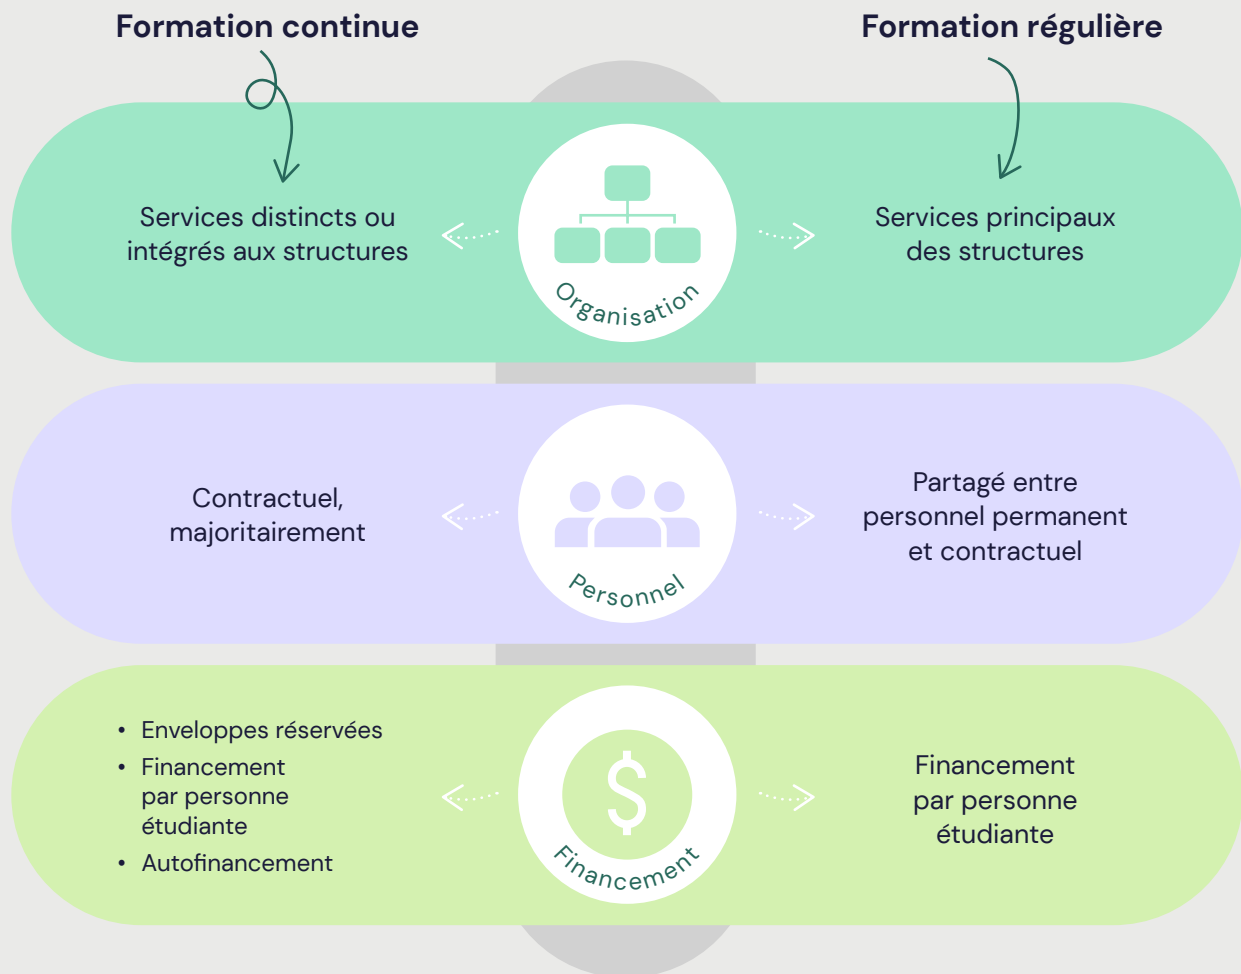 Formation continue
Formation régulière
Services distincts ou
intégrés aux structures
Organisation
Services principaux
des structures
Contractuel,
majoritairement
Personnel
Partagé entre
personnel permanent
et contractuel
• Enveloppes réservées
• Financement
par personne
étudiante
• Autofinancement
$
Financement
Financement
par personne
étudiante